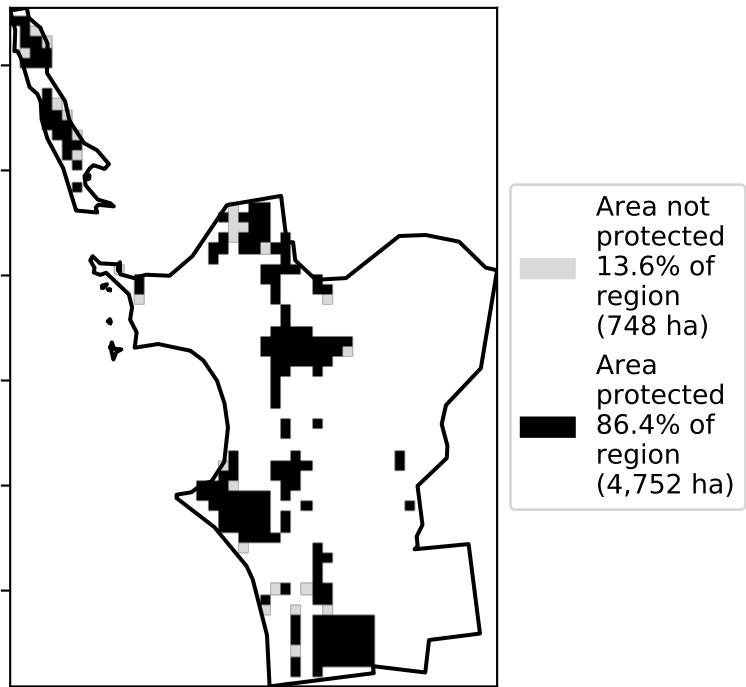 Area not
protected
13.6% of
region
(748 ha)
Area
protected
86.4% of
region
(4,752 ha)